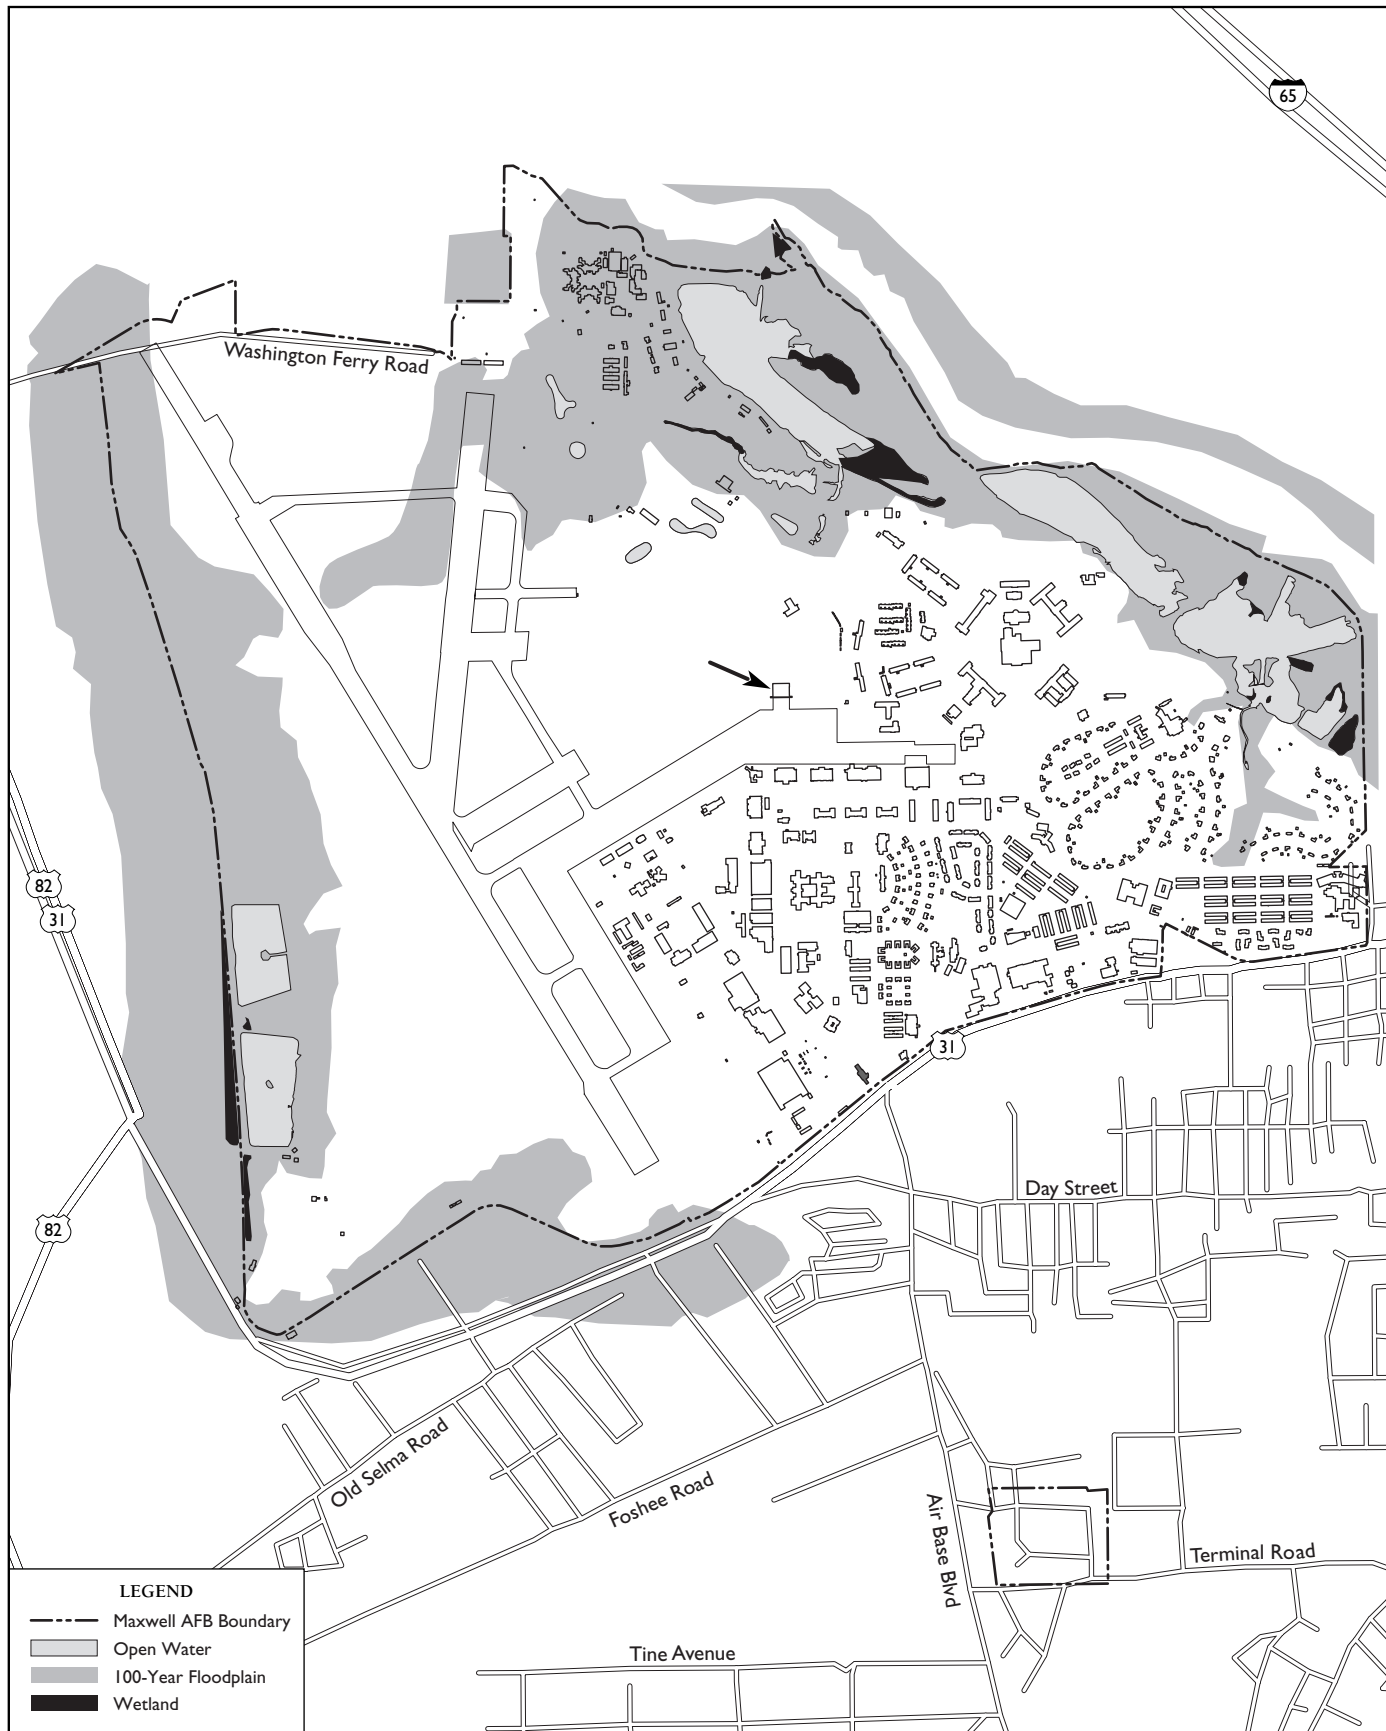 65
Washington Ferry Road
82
31
31
Day Street
82
Old Selma Road
Foshee Road
Air Base Blvd
Terminal Road
Tine Avenue
LEGEND
Maxwell AFB Boundary
Open Water
100-Year Floodplain
Wetland